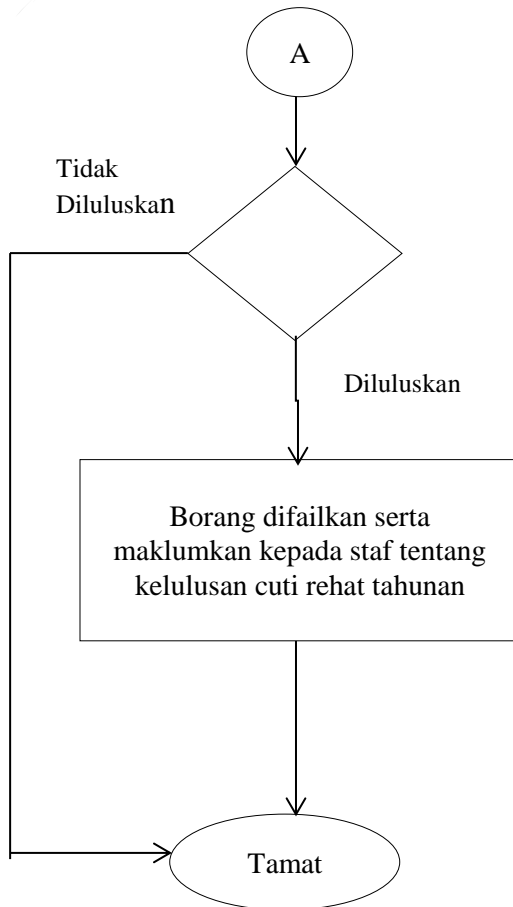 A
Tidak
Diluluskan
Diluluskan
Borang difailkan serta
maklumkan kepada staf tentang
kelulusan cuti rehat tahunan
Tamat